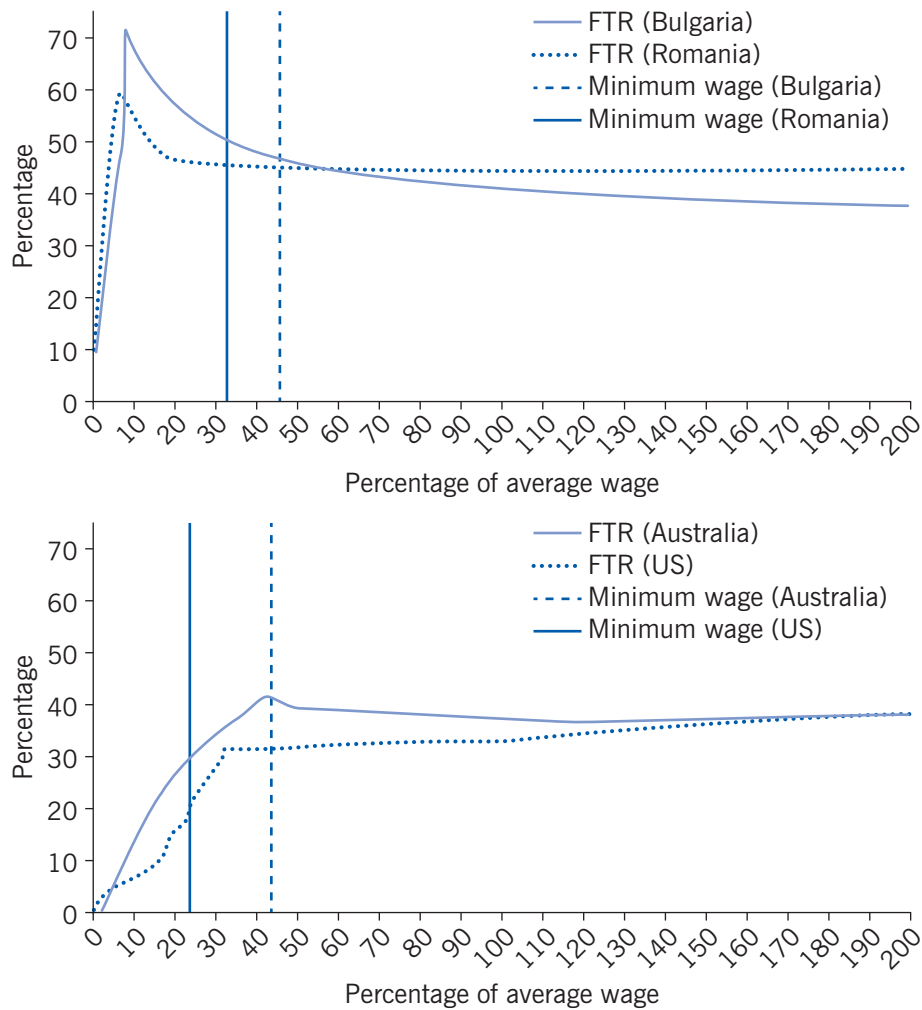 FTR (Bulgaria)
FTR (Romania)
Minimum wage (Bulgaria)
Minimum wage (Romania)
Percentage
70
60
50
40
30
20
10
0
0 10 20 30 40 50 60 70 80 90 100 110 120 130 140 150 160 170 180 190 200
Percentage of average wage
FTR (Australia)
FTR (US)
Minimum wage (Australia)
Minimum wage (US)
Percentage
70
60
50
40
30
20
10
0
0 10 20 30 40 50 60 70 80 90 100 110 120 130 140 150 160 170 180 190 200
Percentage of average wage